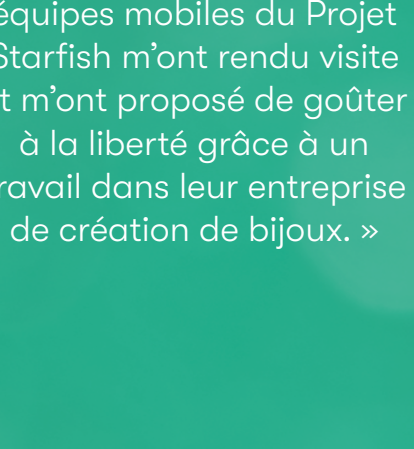 équipes mobiles du Projet
Starfish m’ont rendu visite
t m’ont proposé de goûter
à la liberté grâce à un
ravail dans leur entreprise
de création de bijoux. »